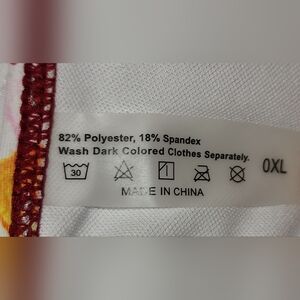 82% Polyester, 18% Spandex
Wash Dark Colored Clothes Separately.
30
0XL
MADE IN CHINA